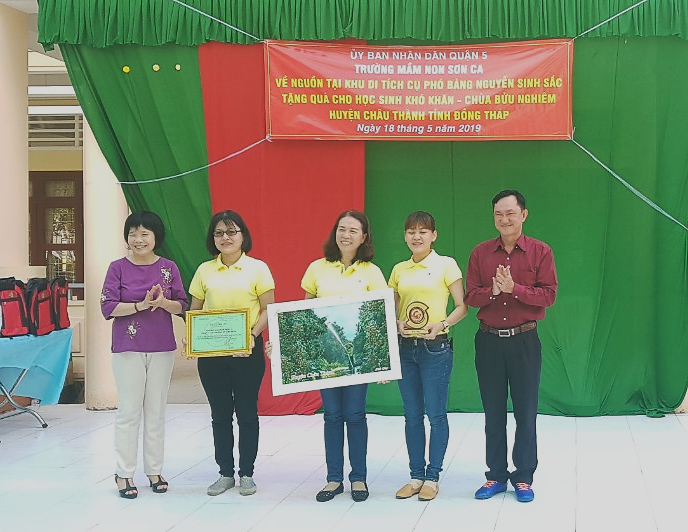 ỦY BAN NHÂN DÂN QUẬN 5
TRƯỜNG MẦM NON SƠN CA
VỀ NGUỒN TẠI KHU DI TÍCH CỤ PHÓ BẢNG NGUYỄN SINH SẮC
TẶNG QUÀ CHO HỌC SINH KHÓ KHĂN - CHÙA BỬU NGHIÊM
HUYỆN CHÂU THÀNH TỈNH ĐỒNG THÁP
Ngày 18 tháng 5 năm 2019